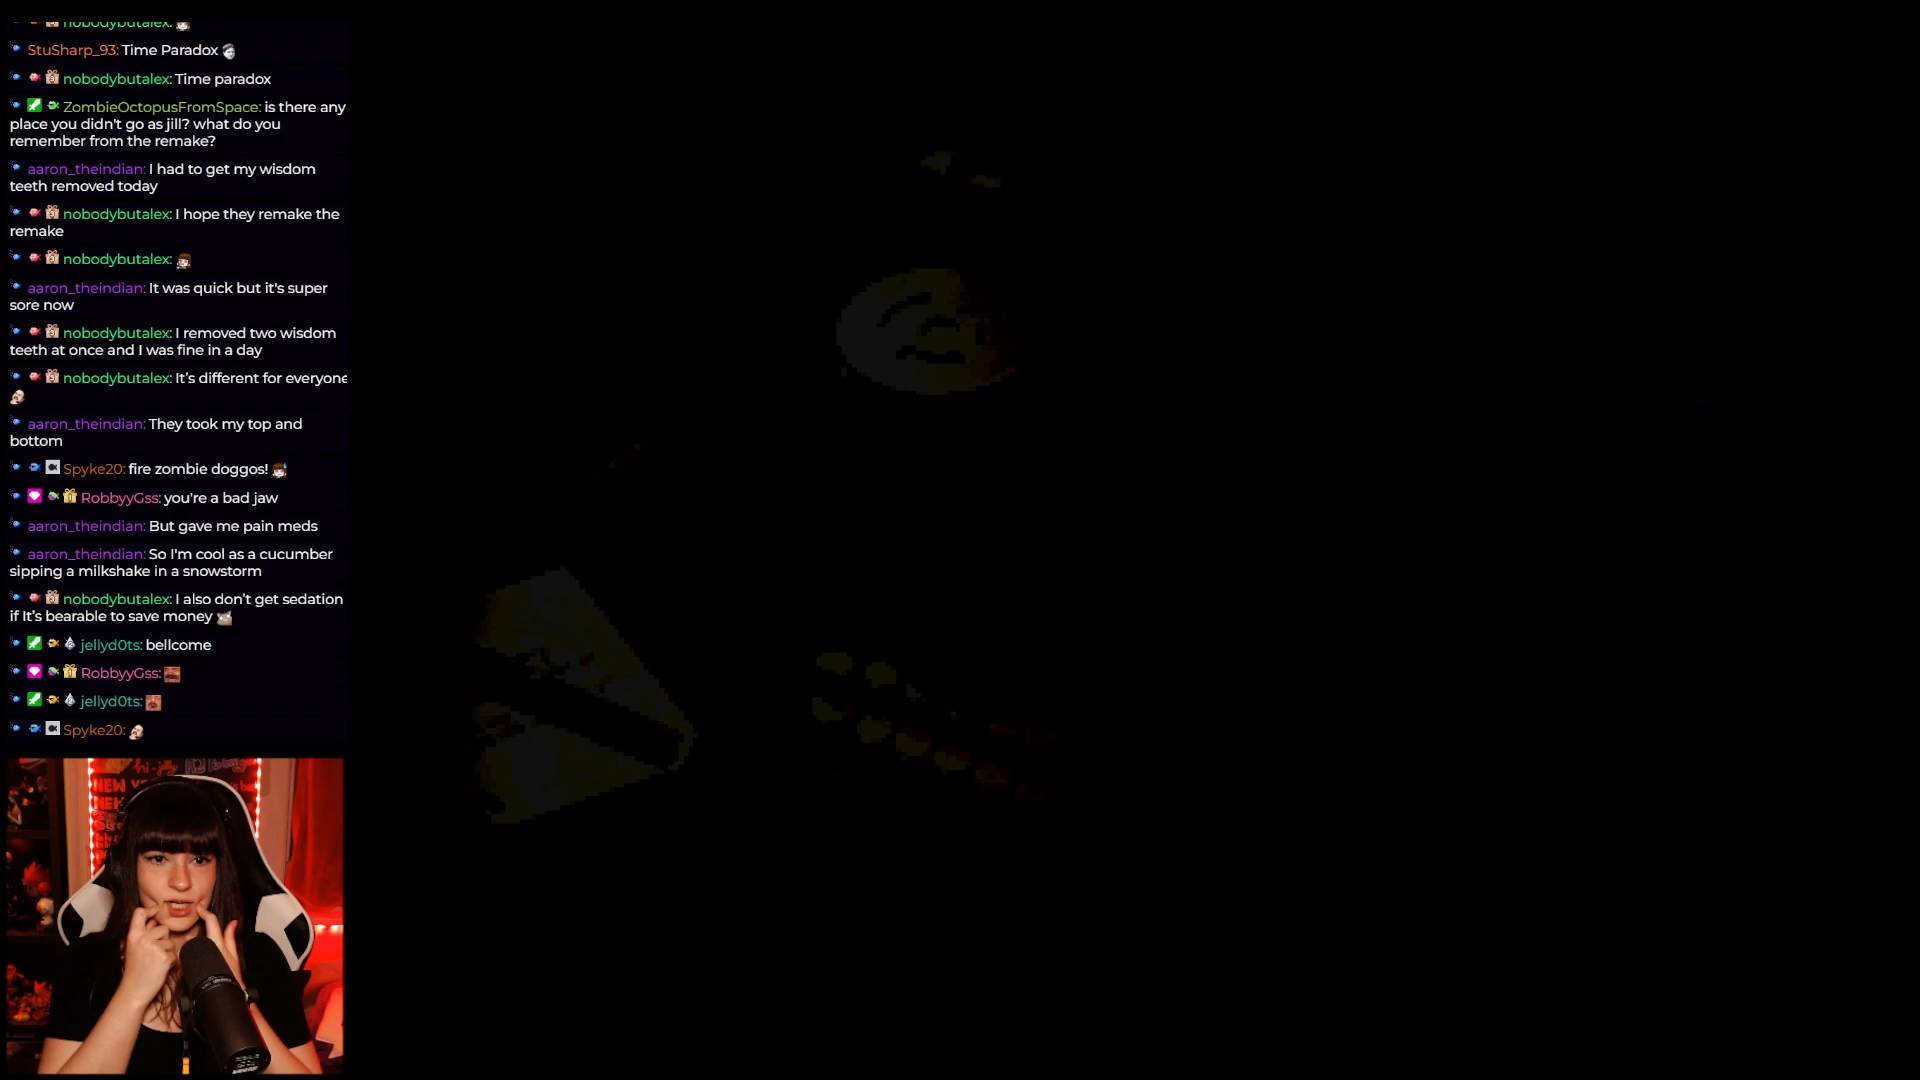 nobodybutalex:
StuSharp_93: Time Paradox
nobodybutalex: Time paradox
ZombieOctopusFromSpace: is there any
place you didn't go as jill? what do you
remember from the remake?
aaron_theindian: I had to get my wisdom
teeth removed today
nobodybutalex: I hope they remake the
remake
nobodybutalex:
aaron_theindian: It was quick but it's super
sore now
nobodybutalex: I removed two wisdom
teeth at once and I was fine in a day
nobodybutalex: It's different for everyone
aaron_theindian: They took my top and
bottom
Spyke20: fire zombie doggos!
RobbyyGss: you're a bad jaw
aaron_theindian: But gave me pain meds
aaron_theindian: So I'm cool as a cucumber
sipping a milkshake in a snowstorm
nobodybutalex: I also don't get sedation
if It's bearable to save money
jellyd0ts: bellcome
RobbyyGss:
jellyd0ts:
Spyke20: